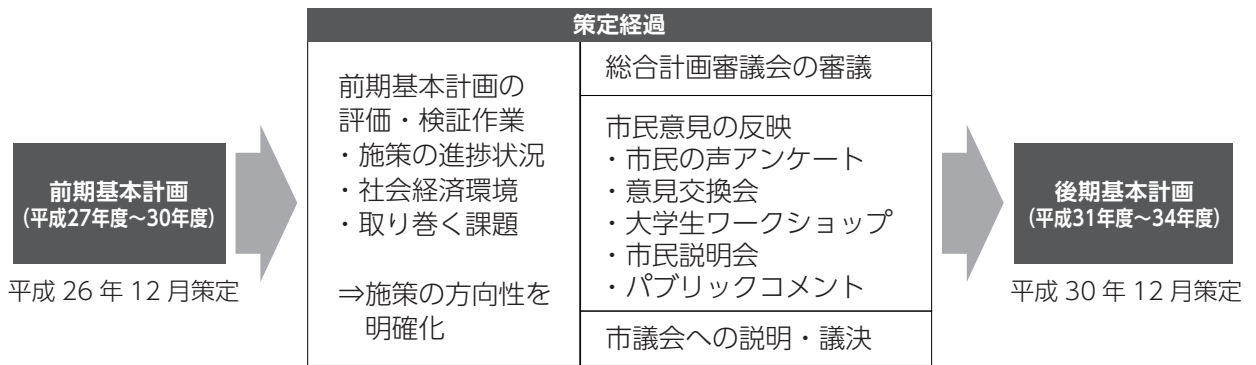 策定経過
前期基本計画
(平成27年度～30年度)
平成 26 年 12 月策定
前期基本計画の
評価・検証作業
・施策の進捗状況
・社会経済環境
・取り巻く課題
⇒施策の方向性を
明確化
総合計画審議会の審議
市民意見の反映
・市民の声アンケート
・意見交換会
・大学生ワークショップ
・市民説明会
・パブリックコメント
市議会への説明・議決
後期基本計画
(平成31年度～34年度)
平成 30 年 12 月策定